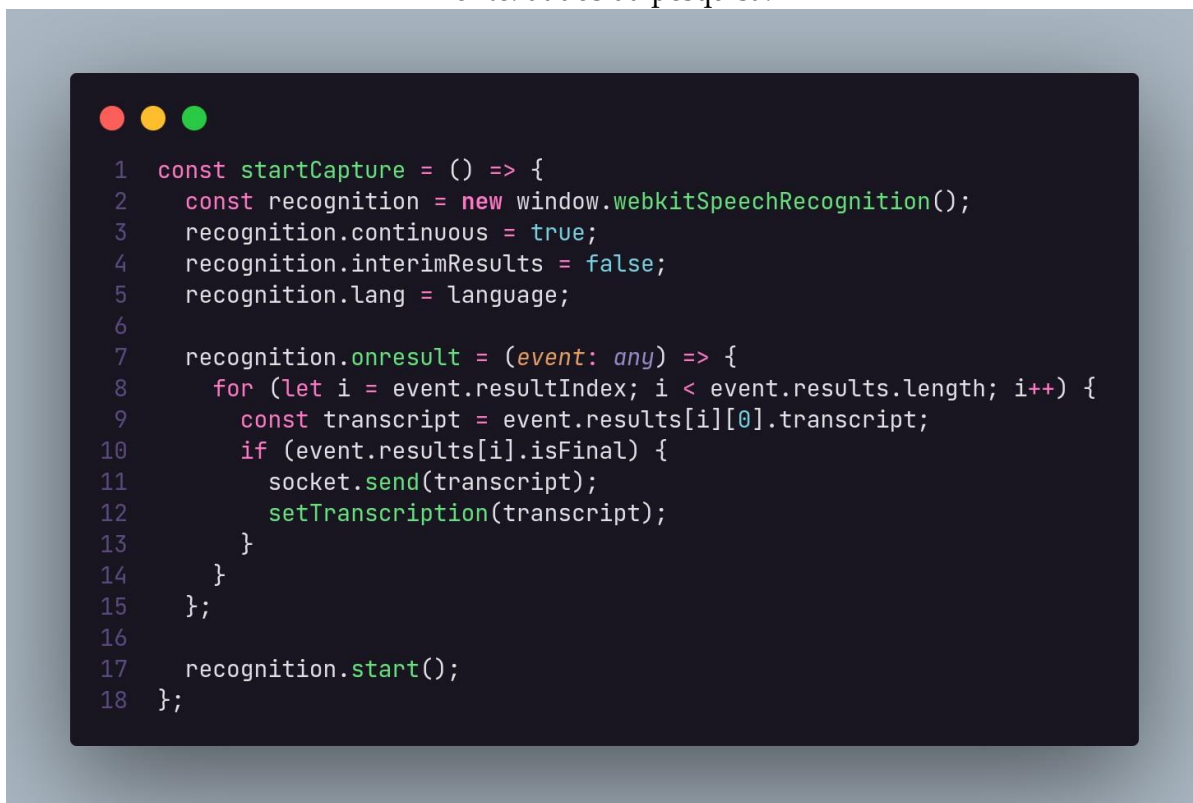 1 const startCapture = () => {
2 const recognition = new window.webkitSpeechRecognition();
3 recognition.continuous = true;
4 recognition.interimResults = false;
5 recognition.lang = language;
6
7 recognition.onresult = (event: any) => {
8 for (let i = event.resultIndex; i < event.results.length; i++) {
9 const transcript = event.results[i][0].transcript;
10 if (event.results[i].isFinal) {
11 socket.send(transcript);
12 setTranscription(transcript);
13 }
14 }
15 };
16
17 recognition.start();
18 };